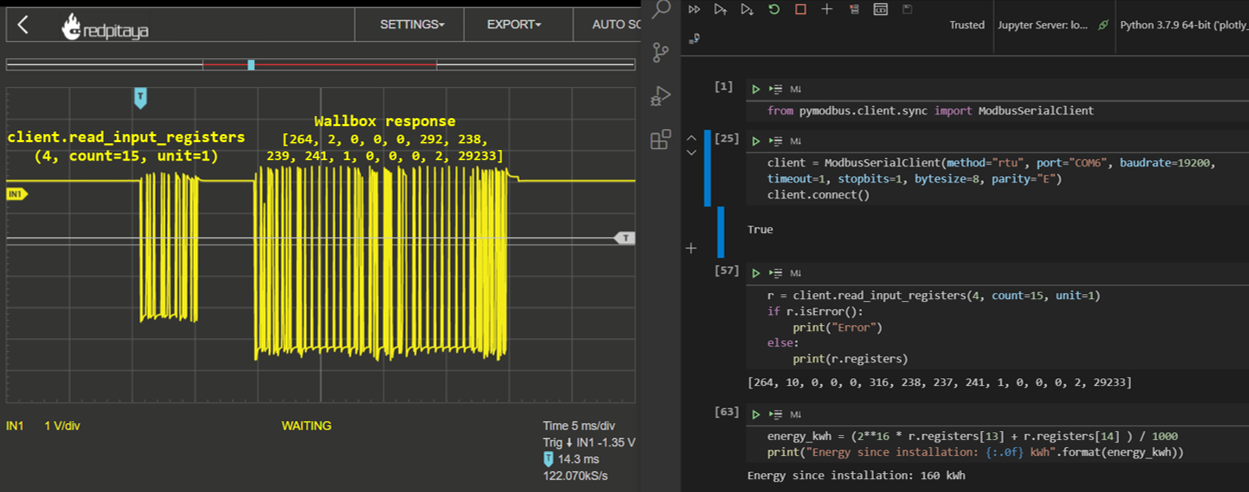 redpitaya
SETTINGS
EXPORT
AUTO SC
T
client.read_input_registers
(4, count=15, unit=1)
Wallbox response
[264, 2, 0, 0, 0, 292, 238,
239, 241, 1, 0, 0, 0, 2, 29233]
IN1
T
IN1 1 V/div
WAITING
Time 5 ms/div
Trig IN1 -1.35 V
T 14.3 ms
122.070kS/s
Trusted
Jupyter Server: lo...
Python 3.7.9 64-bit ('plotly_
[1]
M↓
from pymodbus.client.sync import ModbusSerialClient
[25]
M↓
client = ModbusSerialClient(method="rtu", port="COM6", baudrate=19200,
timeout=1, stopbits=1, bytesize=8, parity="E")
client.connect()
True
[57]
M↓
r = client.read_input_registers(4, count=15, unit=1)
if r.isError():
print("Error")
else:
print(r.registers)
[264, 10, 0, 0, 0, 316, 238, 237, 241, 1, 0, 0, 0, 2, 29233]
[63]
M↓
energy_kwh = (2**16 * r.registers[13] + r.registers[14] ) / 1000
print("Energy since installation: {:.0f} kWh".format(energy_kwh))
Energy since installation: 160 kWh